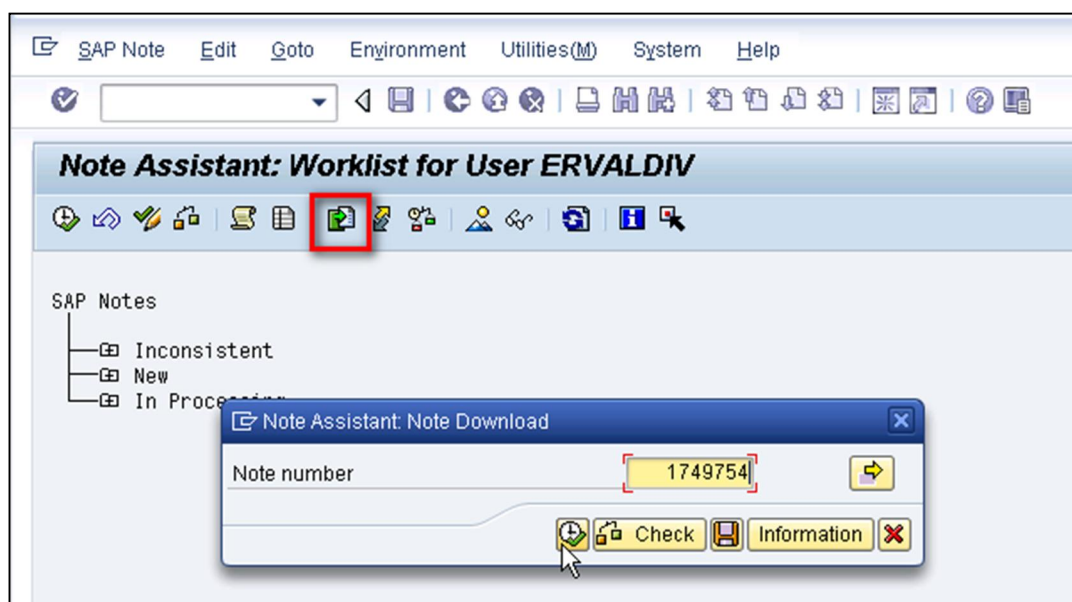 SAP Note Edit Goto Environment Utilities(M) System Help
Note Assistant: Worklist for User ERVALDIV
SAP Notes
Inconsistent
New
In Processing
Note Assistant: Note Download
Note number 1749754
Check Information